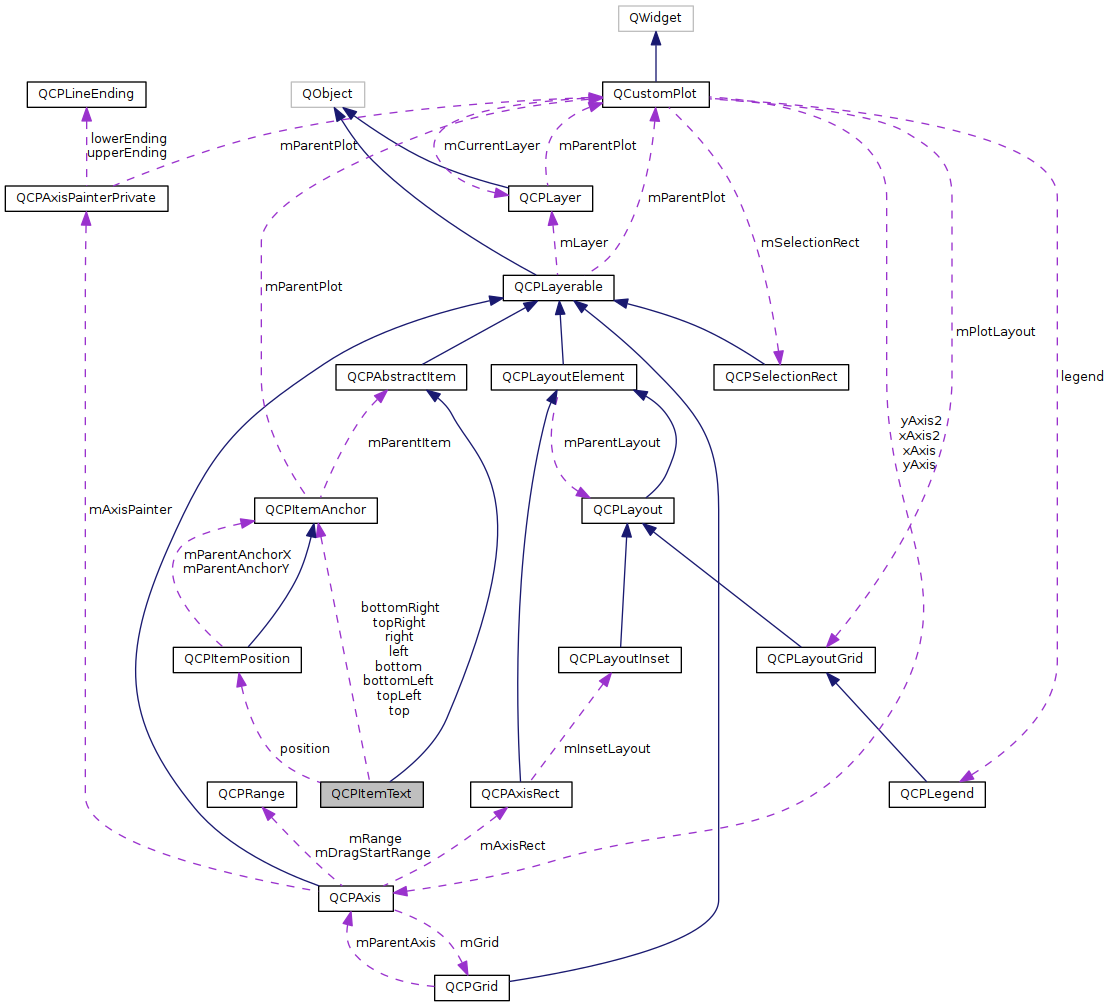 QWidget
QCPLineEnding
QObject
QCustomPlot
lowerEnding
upperEnding
mParentPlot
mCurrentLayer
mParentPlot
QCPAxisPainterPrivate
QCPLayer
mParentPlot
mLayer
mSelectionRect
mParentPlot
QCPLayerable
mPlotLayout
QCPAbstractItem
QCPLayoutElement
QCPSelectionRect
legend
mParentItem
mParentLayout
yAxis2
xAxis2
xAxis
yAxis
mAxisPainter
QCPItemAnchor
QCPLayout
mParentAnchorX
mParentAnchorY
bottomRight
topRight
right
left
bottom
bottomLeft
topLeft
top
QCPItemPosition
QCPLayoutInset
QCPLayoutGrid
position
mInsetLayout
QCPRange
QCPItemText
QCPAxisRect
QCPLegend
mRange
mDragStartRange
mAxisRect
QCPAxis
mParentAxis
mGrid
QCPGrid